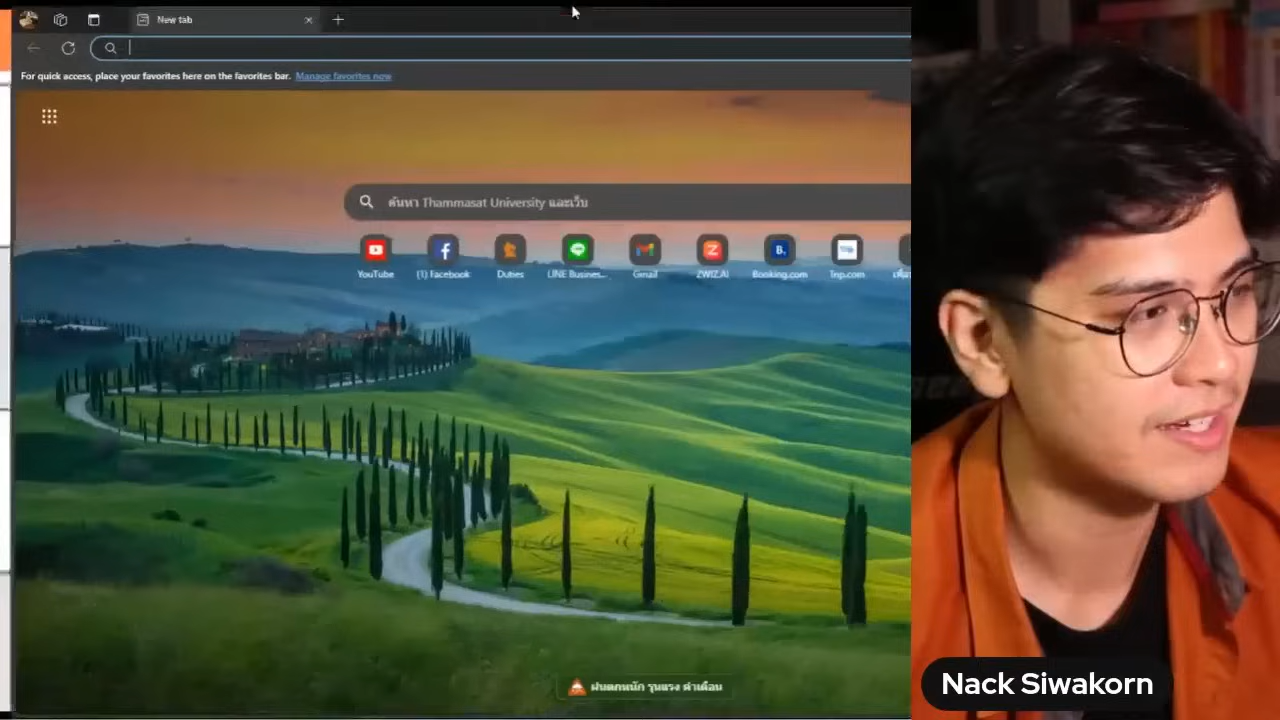 New tab
For quick access, place your favorites here on the favorites bar. Manage favorites now
ค้นหา Thammasat University และเว็บ
YouTube
(1) Facebook
Duties
LINE Busines...
Gmail
ZWIZ.AI
Booking.com
Trip.com
B.
ฝนตกหนัก รุนแรง คำเตือน
Nack Siwakorn